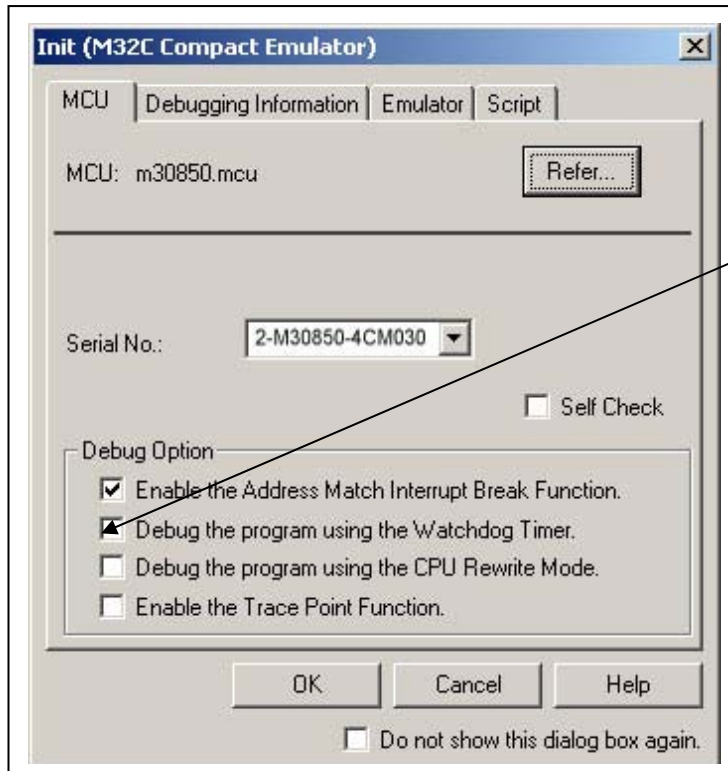 Init (M32C Compact Emulator)
MCU Debugging Information Emulator Script
MCU: m30850.mcu Refer...
Serial No.: 2-M30850-4CM030
Self Check
Debug Option
Enable the Address Match Interrupt Break Function.
Debug the program using the Watchdog Timer.
Debug the program using the CPU Rewrite Mode.
Enable the Trace Point Function.
OK Cancel Help
Do not show this dialog box again.